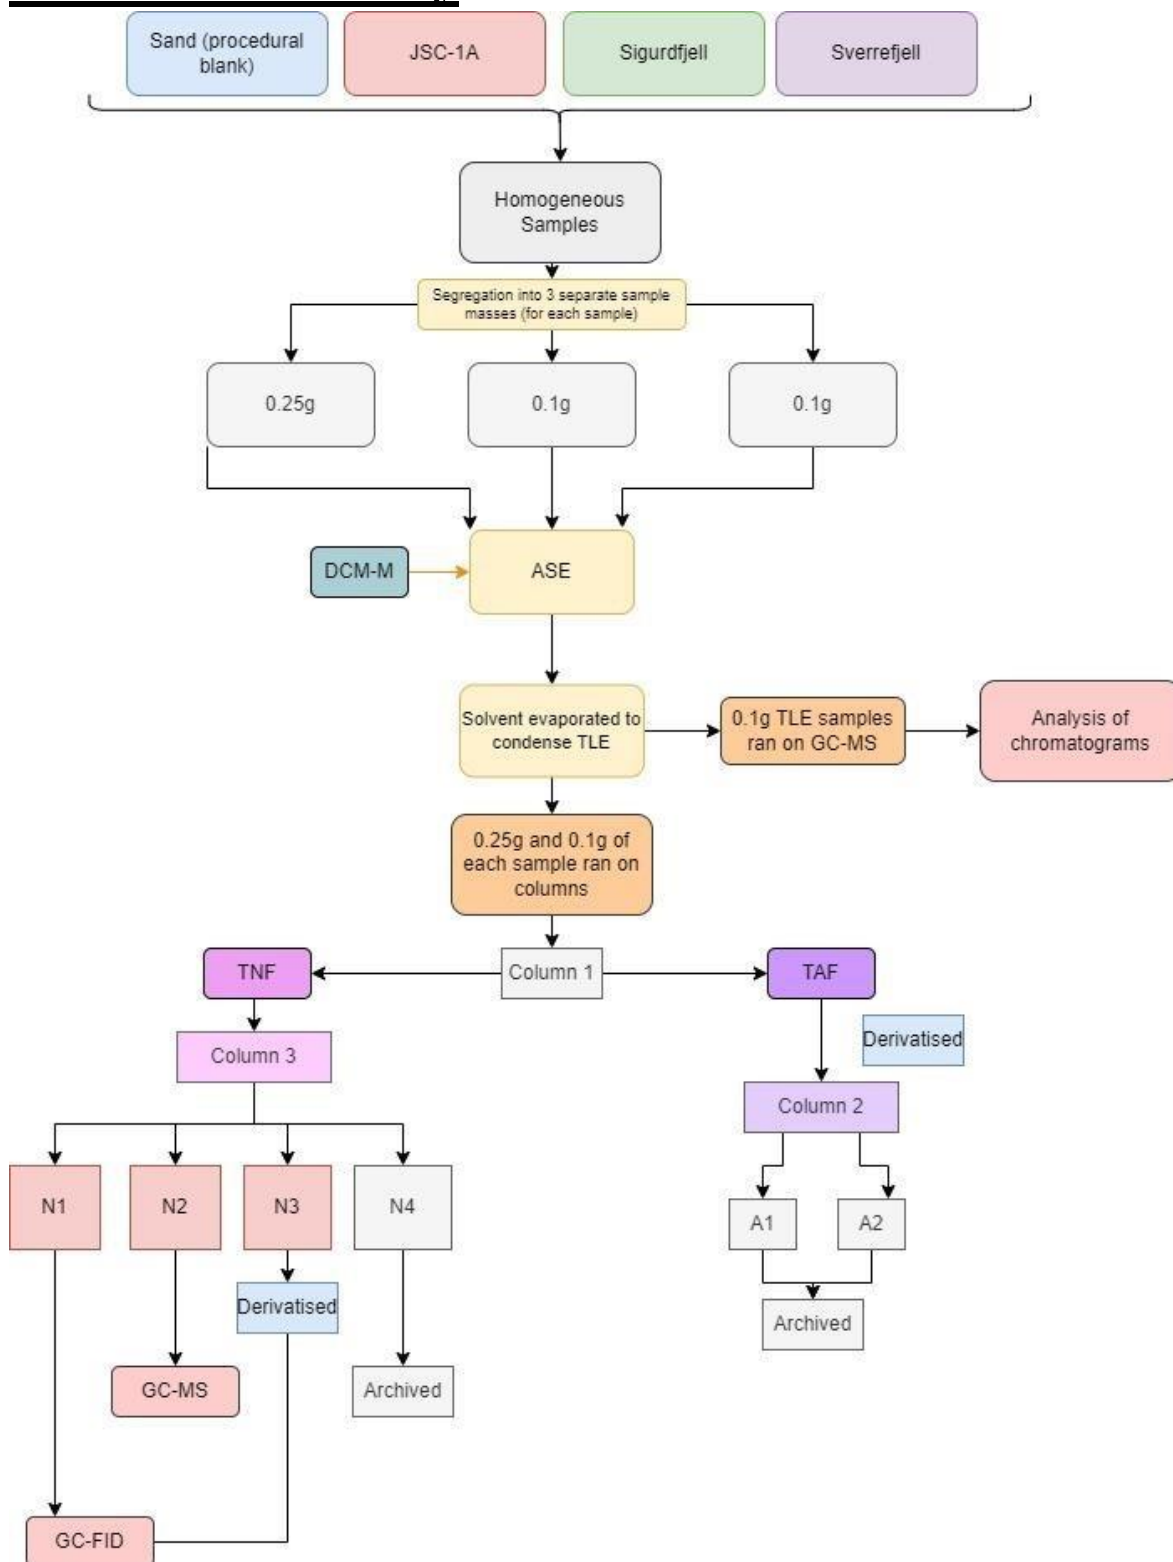 Sand (procedural
blank)
JSC-1A
Sigurdfjell
Sverrefjell
Homogeneous
Samples
Segregation into 3 separate sample
masses (for each sample)
0.25g
0.1g
0.1g
DCM-M
ASE
Solvent evaporated to
condense TLE
0.1g TLE samples
ran on GC-MS
Analysis of
chromatograms
0.25g and 0.1g of
each sample ran on
columns
TNF
Column 1
TAF
Derivatised
Column 3
Column 2
N1
N2
N3
N4
A1
A2
Derivatised
Archived
GC-MS
Archived
GC-FID